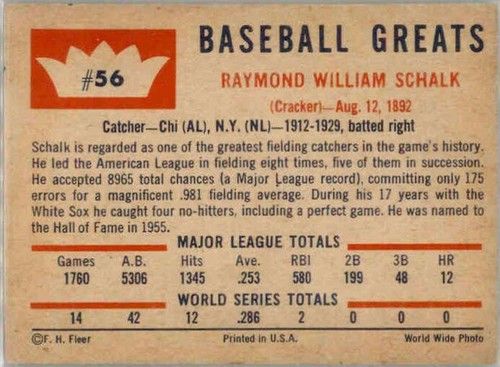 BASEBALL GREATS
#56
RAYMOND WILLIAM SCHALK
(Cracker)—Aug. 12, 1892
Catcher—Chi (AL), N.Y. (NL)—1912-1929, batted right
Schalk is regarded as one of the greatest fielding catchers in the game's history.
He led the American League in fielding eight times, five of them in succession.
He accepted 8965 total chances (a Major League record), committing only 175
errors for a magnificent .981 fielding average. During his 17 years with the
White Sox he caught four no-hitters, including a perfect game. He was named to
the Hall of Fame in 1955.
MAJOR LEAGUE TOTALS
Games A.B. Hits Ave. RBI 2B 3B HR
1760 5306 1345 .253 580 199 48 12
WORLD SERIES TOTALS
14 42 12 .286 2 0 0 0
©F. H. Fleer Printed in U.S.A. World Wide Photo